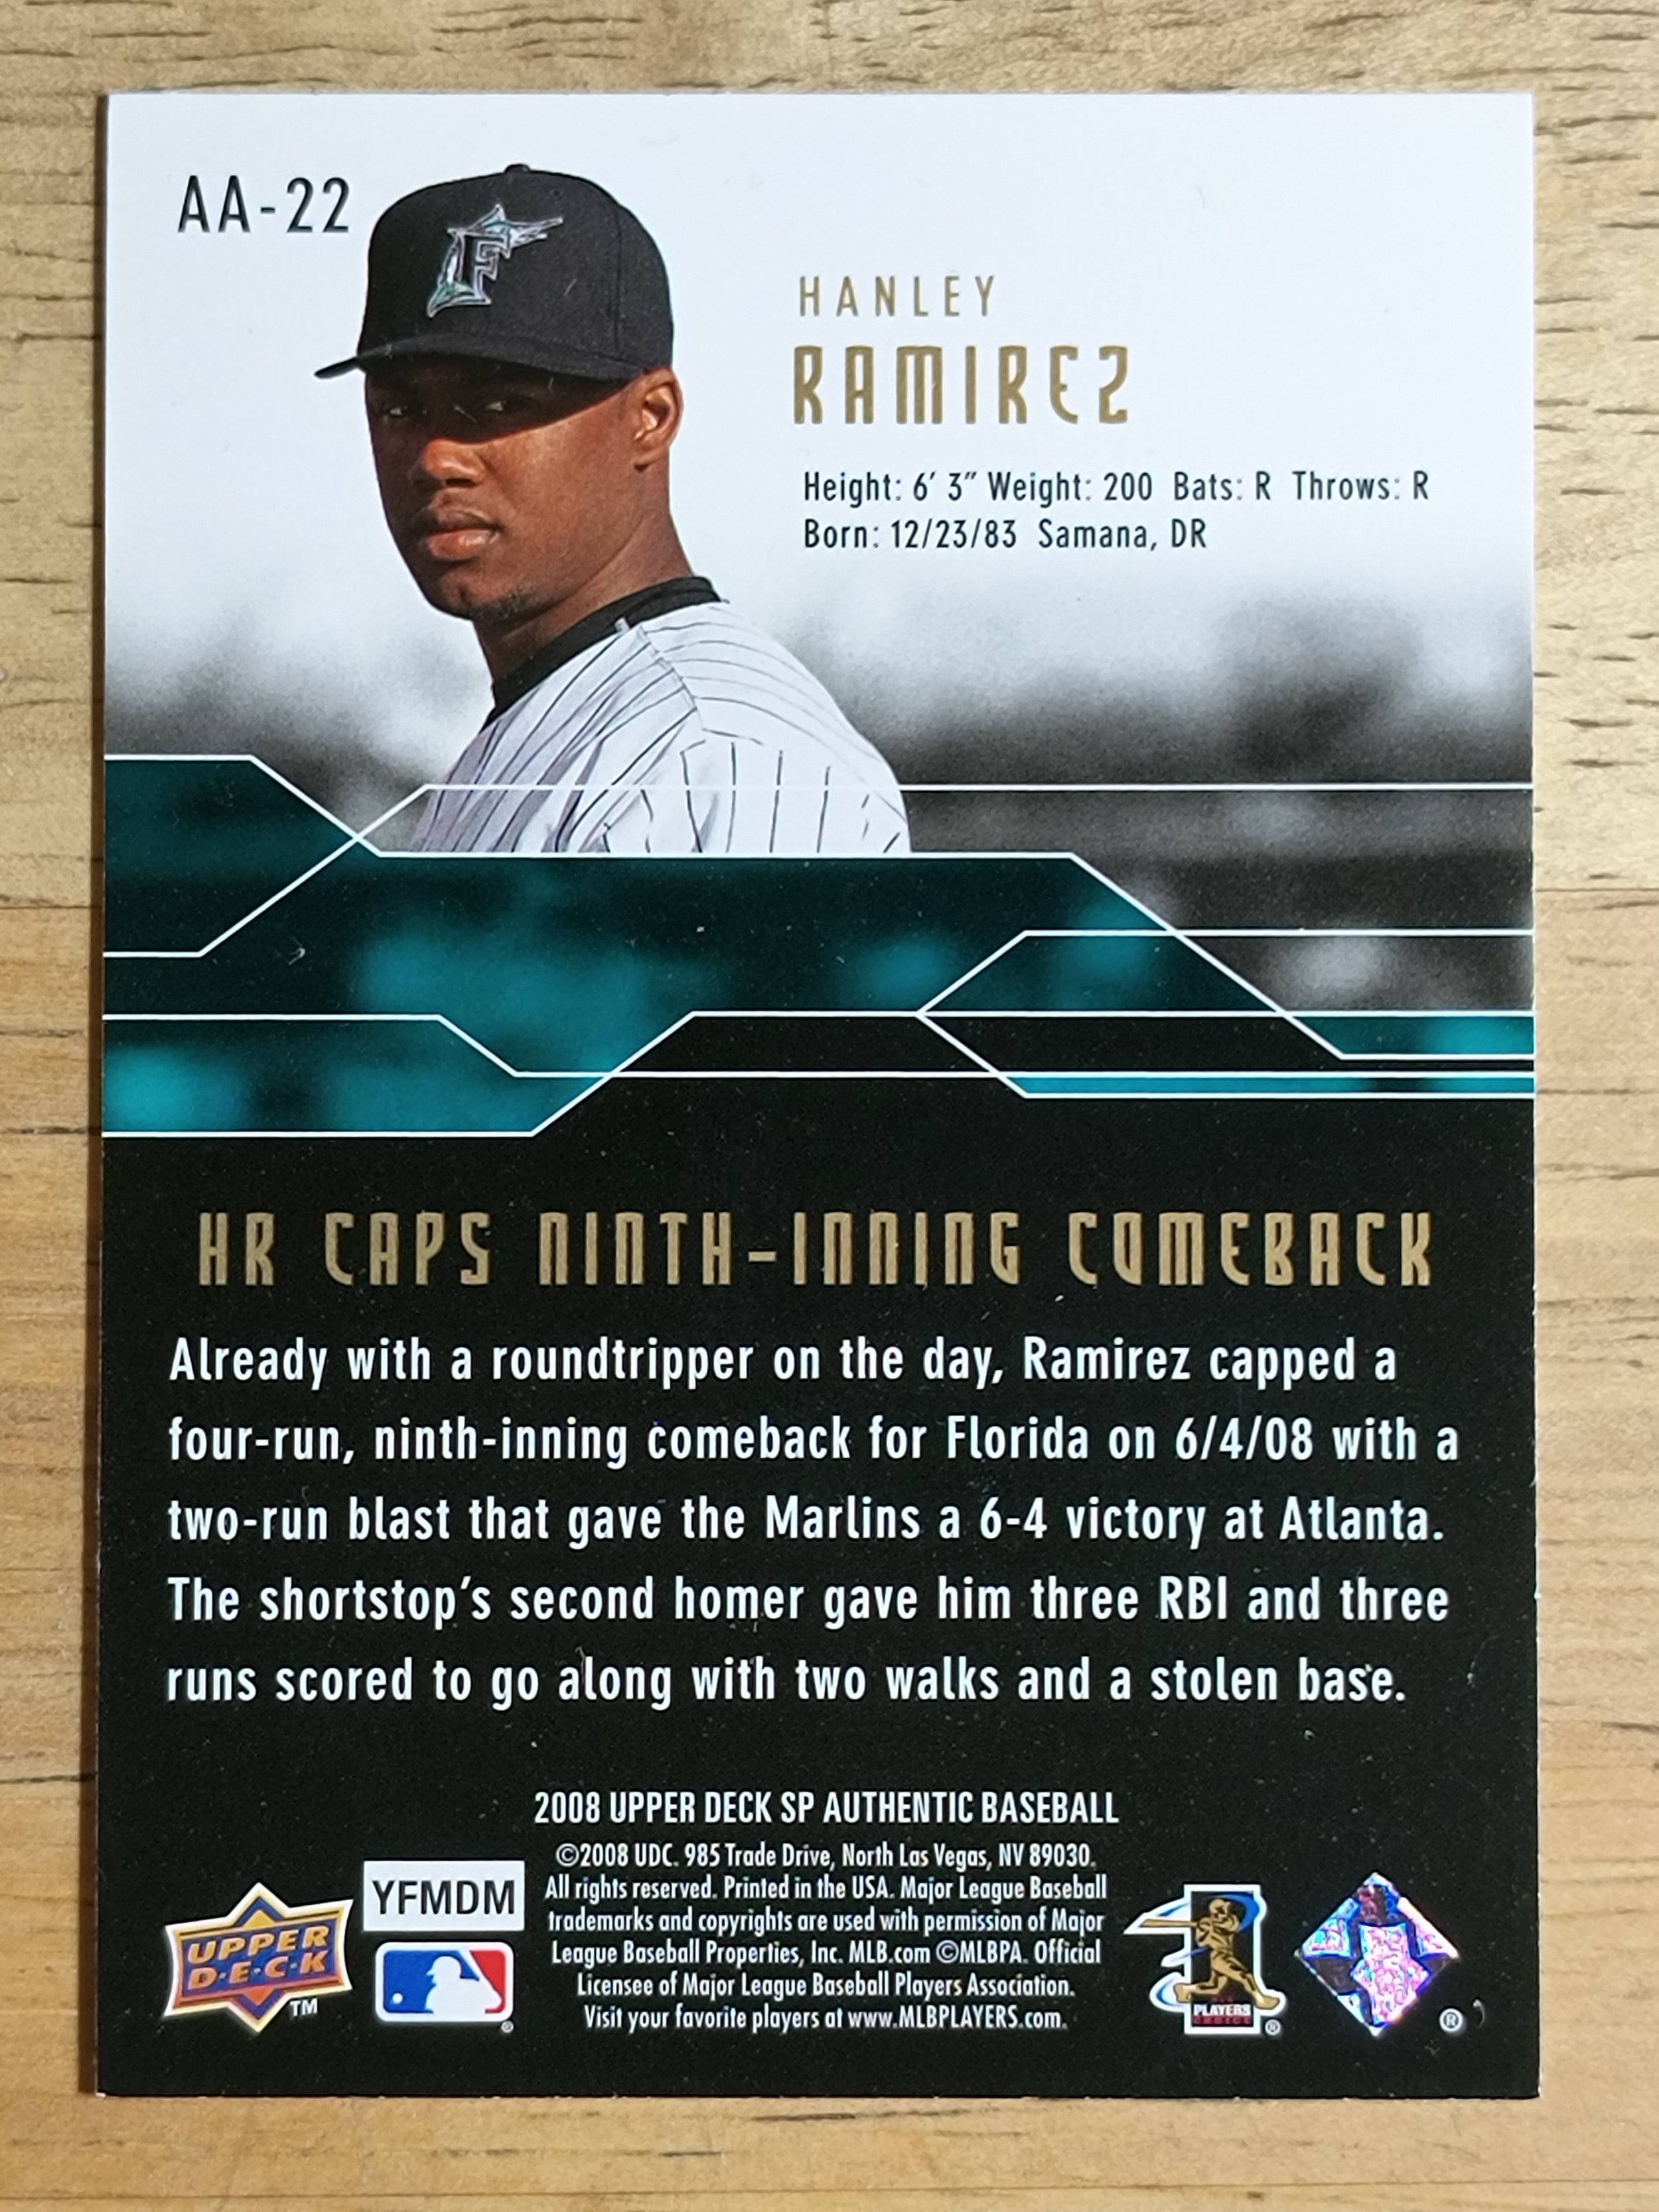 AA-22
F
HANLEY
RAMIREZ
Height: 6' 3" Weight: 200 Bats: R Throws: R
Born: 12/23/83 Samana, DR
HR CAPS NINTH-INNING COMEBACK
Already with a roundtripper on the day, Ramirez capped a
four-run, ninth-inning comeback for Florida on 6/4/08 with a
two-run blast that gave the Marlins a 6-4 victory at Atlanta.
The shortstop's second homer gave him three RBI and three
runs scored to go along with two walks and a stolen base.
2008 UPPER DECK SP AUTHENTIC BASEBALL
©2008 UDC. 985 Trade Drive, North Las Vegas, NV 89030.
All rights reserved. Printed in the USA. Major League Baseball
trademarks and copyrights are used with permission of Major
League Baseball Properties, Inc. MLB.com ©MLBPA. Official
Licensee of Major League Baseball Players Association.
Visit your favorite players at www.MLBPLAYERS.com.
YFMDM
UPPER
D·E·C·K
TM
®
PLAYERS
CHOICE
®
®